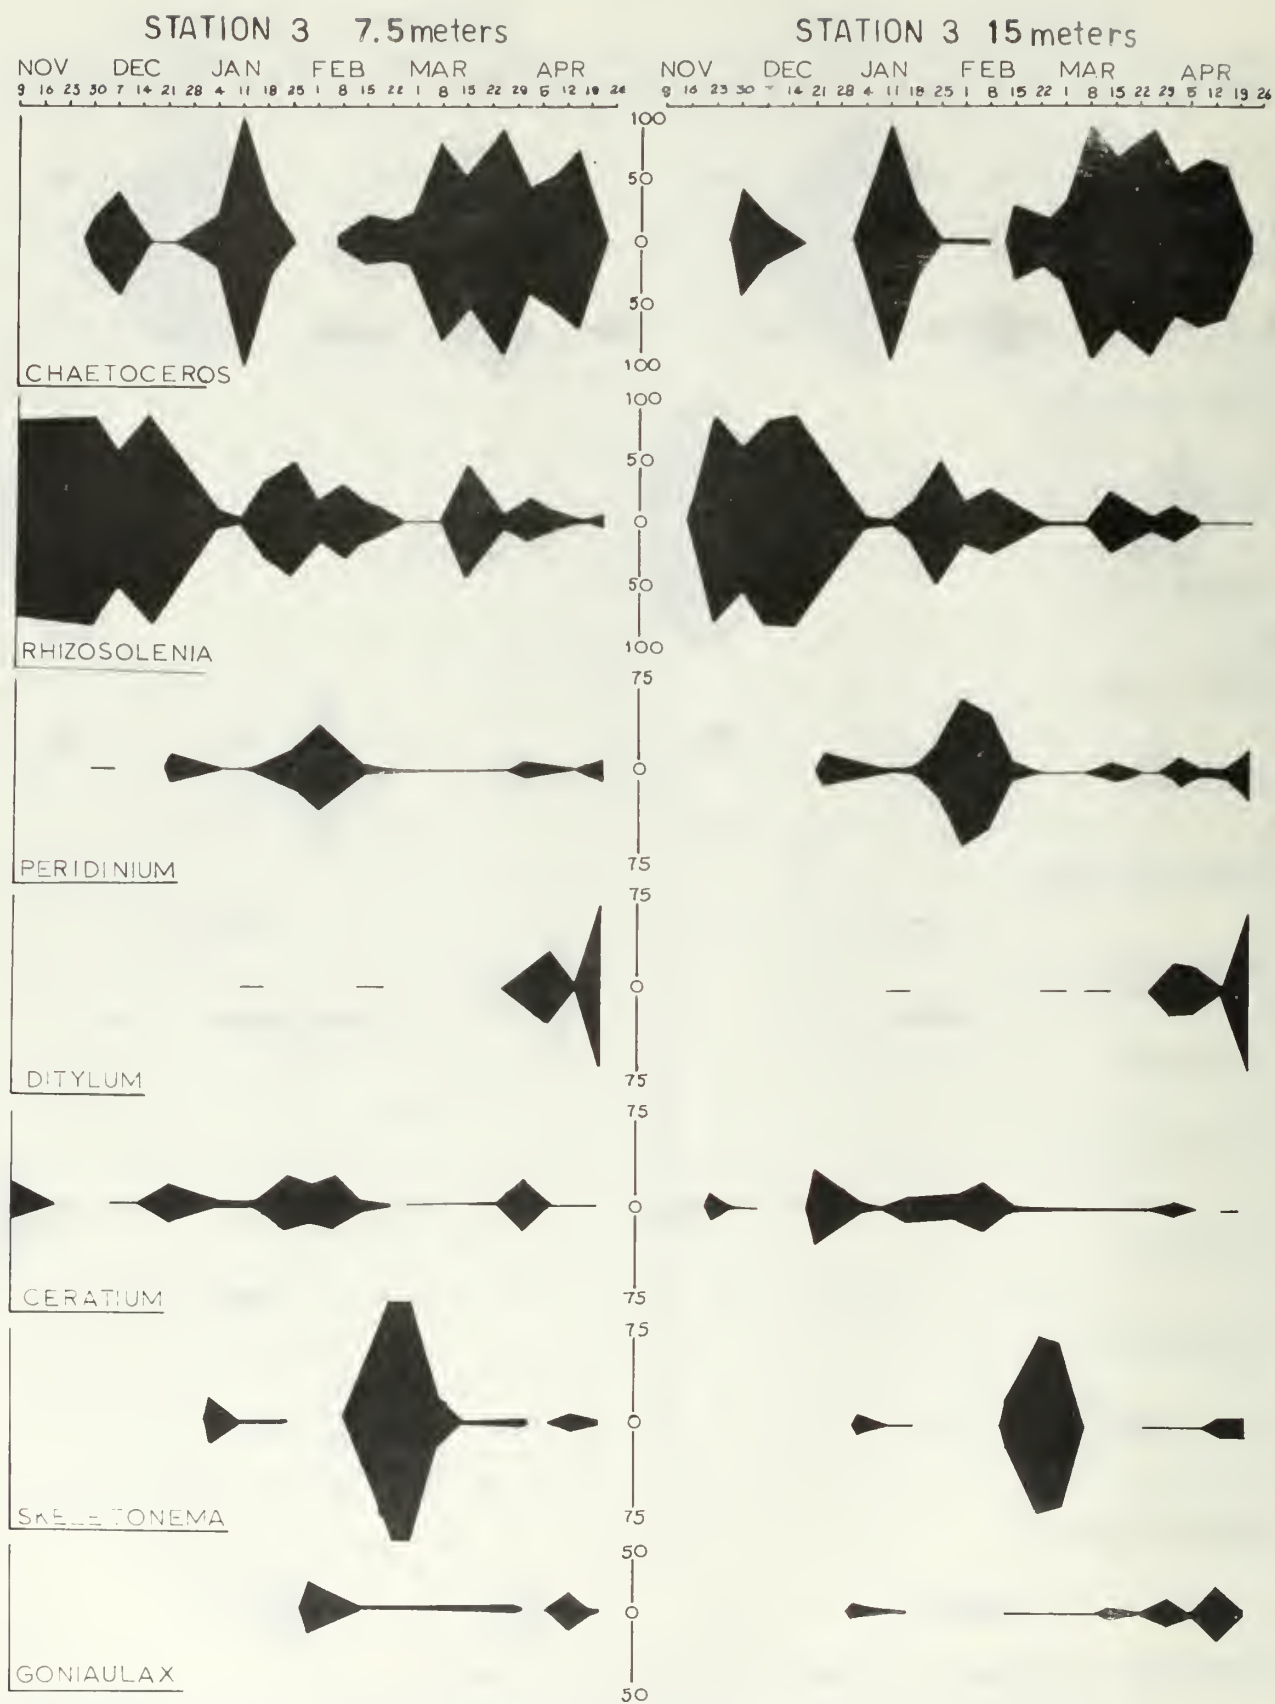 STATION 3 7.5 meters
STATION 3 15 meters
NOV DEC JAN FEB MAR APR
NOV DEC JAN FEB MAR APR
9 16 23 30 7 14 21 28 4 11 18 25 1 8 15 22 1 8 15 22 29 5 12 19 26
9 16 23 30 7 14 21 28 4 11 18 25 1 8 15 22 1 8 15 22 29 5 12 19 26
100
50
0
50
100
CHAETOCEROS
100
50
0
50
100
RHIZOSOLENIA
75
0
75
PERIDINIUM
75
0
75
DITYLUM
75
0
75
CERATIUM
75
0
75
SKELETONEMA
50
0
50
GONIAULAX